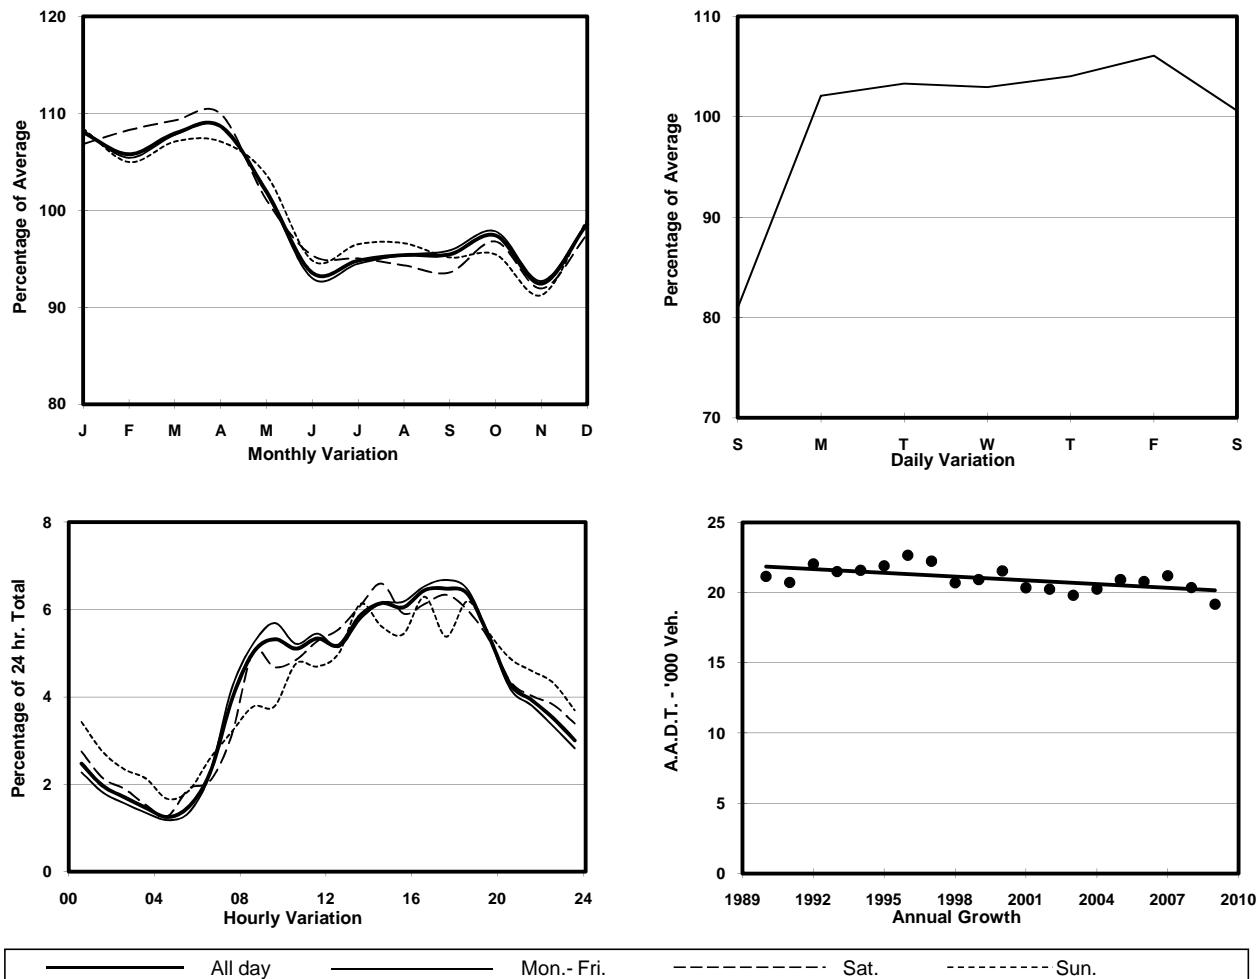 120
110
100
90
80
Percentage of Average
J F M A M J J A S O N D
Monthly Variation
110
100
90
80
70
Percentage of Average
S M T W T F S
Daily Variation
8
6
4
2
0
Percentage of 24 hr. Total
00 04 08 12 16 20 24
Hourly Variation
25
20
15
10
5
0
A.A.D.T. - '000 Veh.
1989 1992 1995 1998 2001 2004 2007 2010
Annual Growth
All day Mon.- Fri. Sat. Sun.